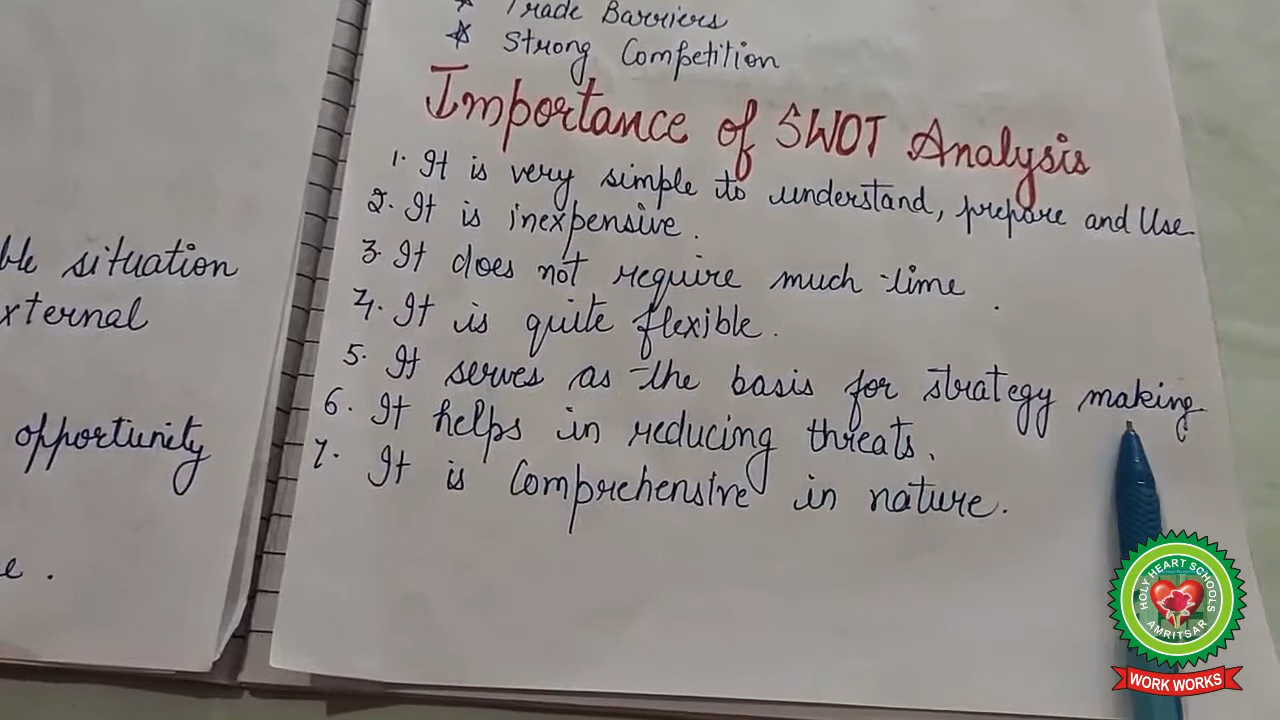 ble situation
xternal
opportunity
e.
* Trade Barriers
* Strong Competition
Importance of SWOT Analysis
1. It is very simple to understand, prepare and Use
2. It is inexpensive.
3. It does not require much time.
4. It is quite flexible.
5. It serves as the basis for strategy making
6. It helps in reducing threats.
7. It is Comprehensive in nature.
HOLY HEART SCHOOLS
AMRITSAR
WORK WORKS